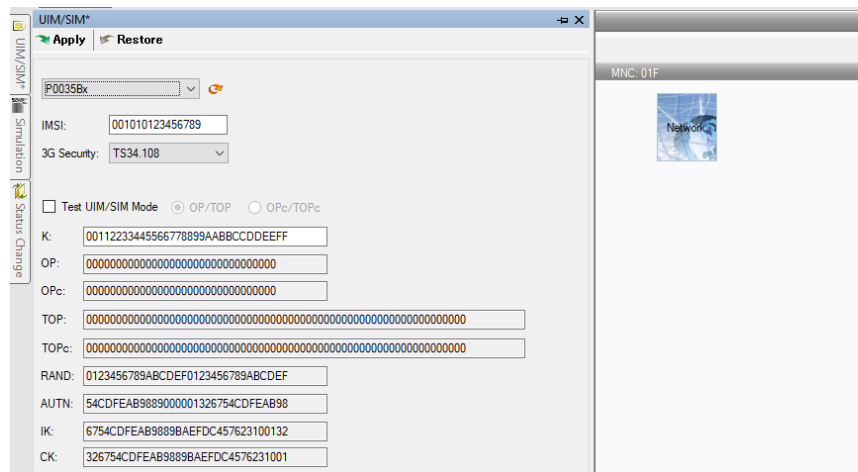 UIM/SIM*
Apply Restore
P0035Bx
IMSI: 001010123456789
3G Security: TS34.108
Test UIM/SIM Mode OP/TOP OPc/TOPc
K: 00112233445566778899AABBCCDDEEFF
OP: 00000000000000000000000000000000
OPc: 00000000000000000000000000000000
TOP: 0000000000000000000000000000000000000000000000000000000000000000
TOPc: 0000000000000000000000000000000000000000000000000000000000000000
RAND: 0123456789ABCDEF0123456789ABCDEF
AUTN: 54CDFEAB9889000001326754CDFEAB98
IK: 6754CDFEAB9889BAEFDC457623100132
CK: 326754CDFEAB9889BAEFDC4576231001
UIM/SIM*
Simulation
Status Change
MNC: 01F
Network